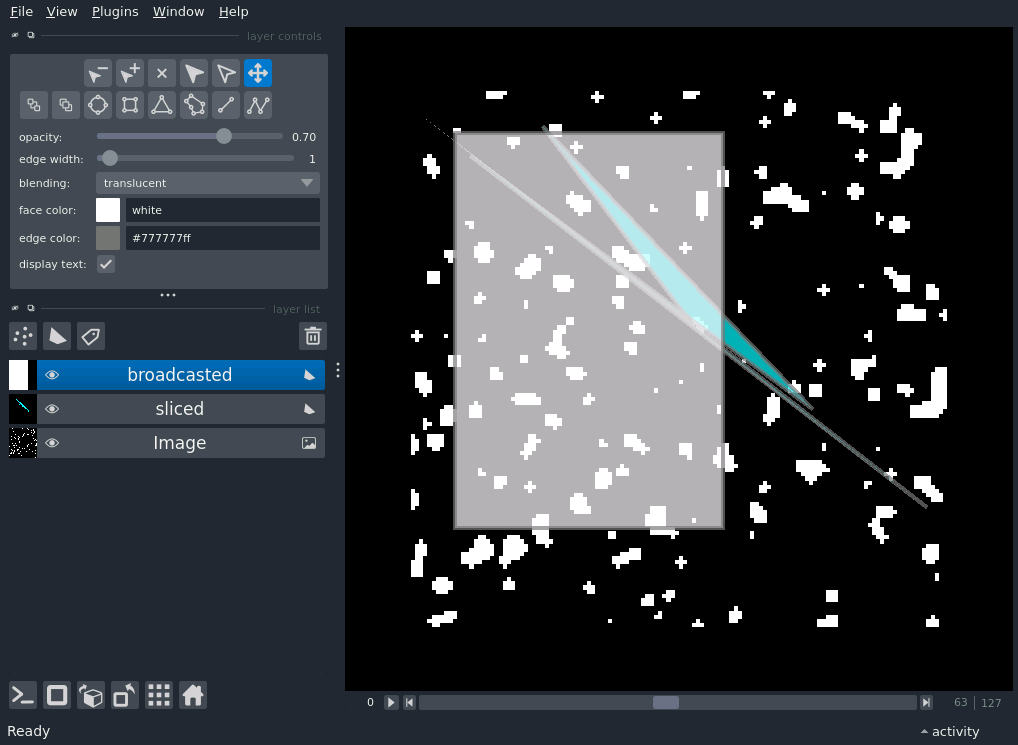 File View Plugins Window Help
layer controls
opacity: 0.70
edge width: 1
blending: translucent
face color: white
edge color: #777777ff
display text:
layer list
broadcasted
sliced
Image
0 63 127
Ready activity